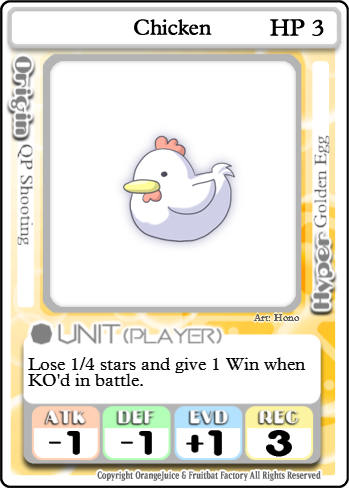 Chicken HP 3
Origin QP Shooting
Hyper Golden Egg
Art: Hono
UNIT (PLAYER)
Lose 1/4 stars and give 1 Win when
KO'd in battle.
ATK DEF EVD REC
-1 -1 +1 3
Copyright OrangeJuice & Fruitbat Factory All Rights Reserved